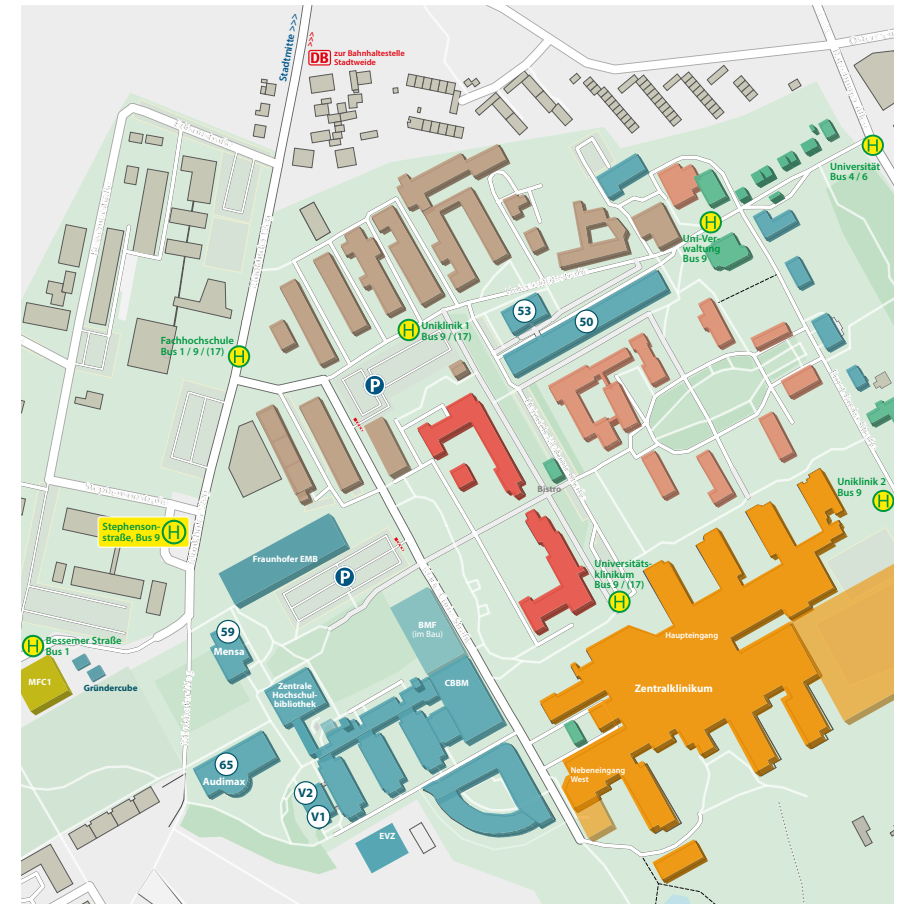 Stadtmitte >>>
>>>
DB zur Bahnhaltestelle
Stadtweide
H
Universität
Bus 4 / 6
H
Uni-Ver-
waltung
Bus 9
53
50
H
Uniklinik 1
Bus 9 / (17)
Fachhochschule
Bus 1 / 9 / (17)
H
P
Bistro
Uniklinik 2
Bus 9
H
Stephenson-
straße, Bus 9
H
Fraunhofer EMB
P
Universitäts-
klinikum
Bus 9 / (17)
H
BMF
(im Bau)
Haupteingang
59
Mensa
H
Bessemer Straße
Bus 1
MFC1
Gründercube
Zentrale
Hochschul-
bibliothek
CBBM
Zentralklinikum
65
Audimax
Nebeneingang
West
V2
V1
EVZ